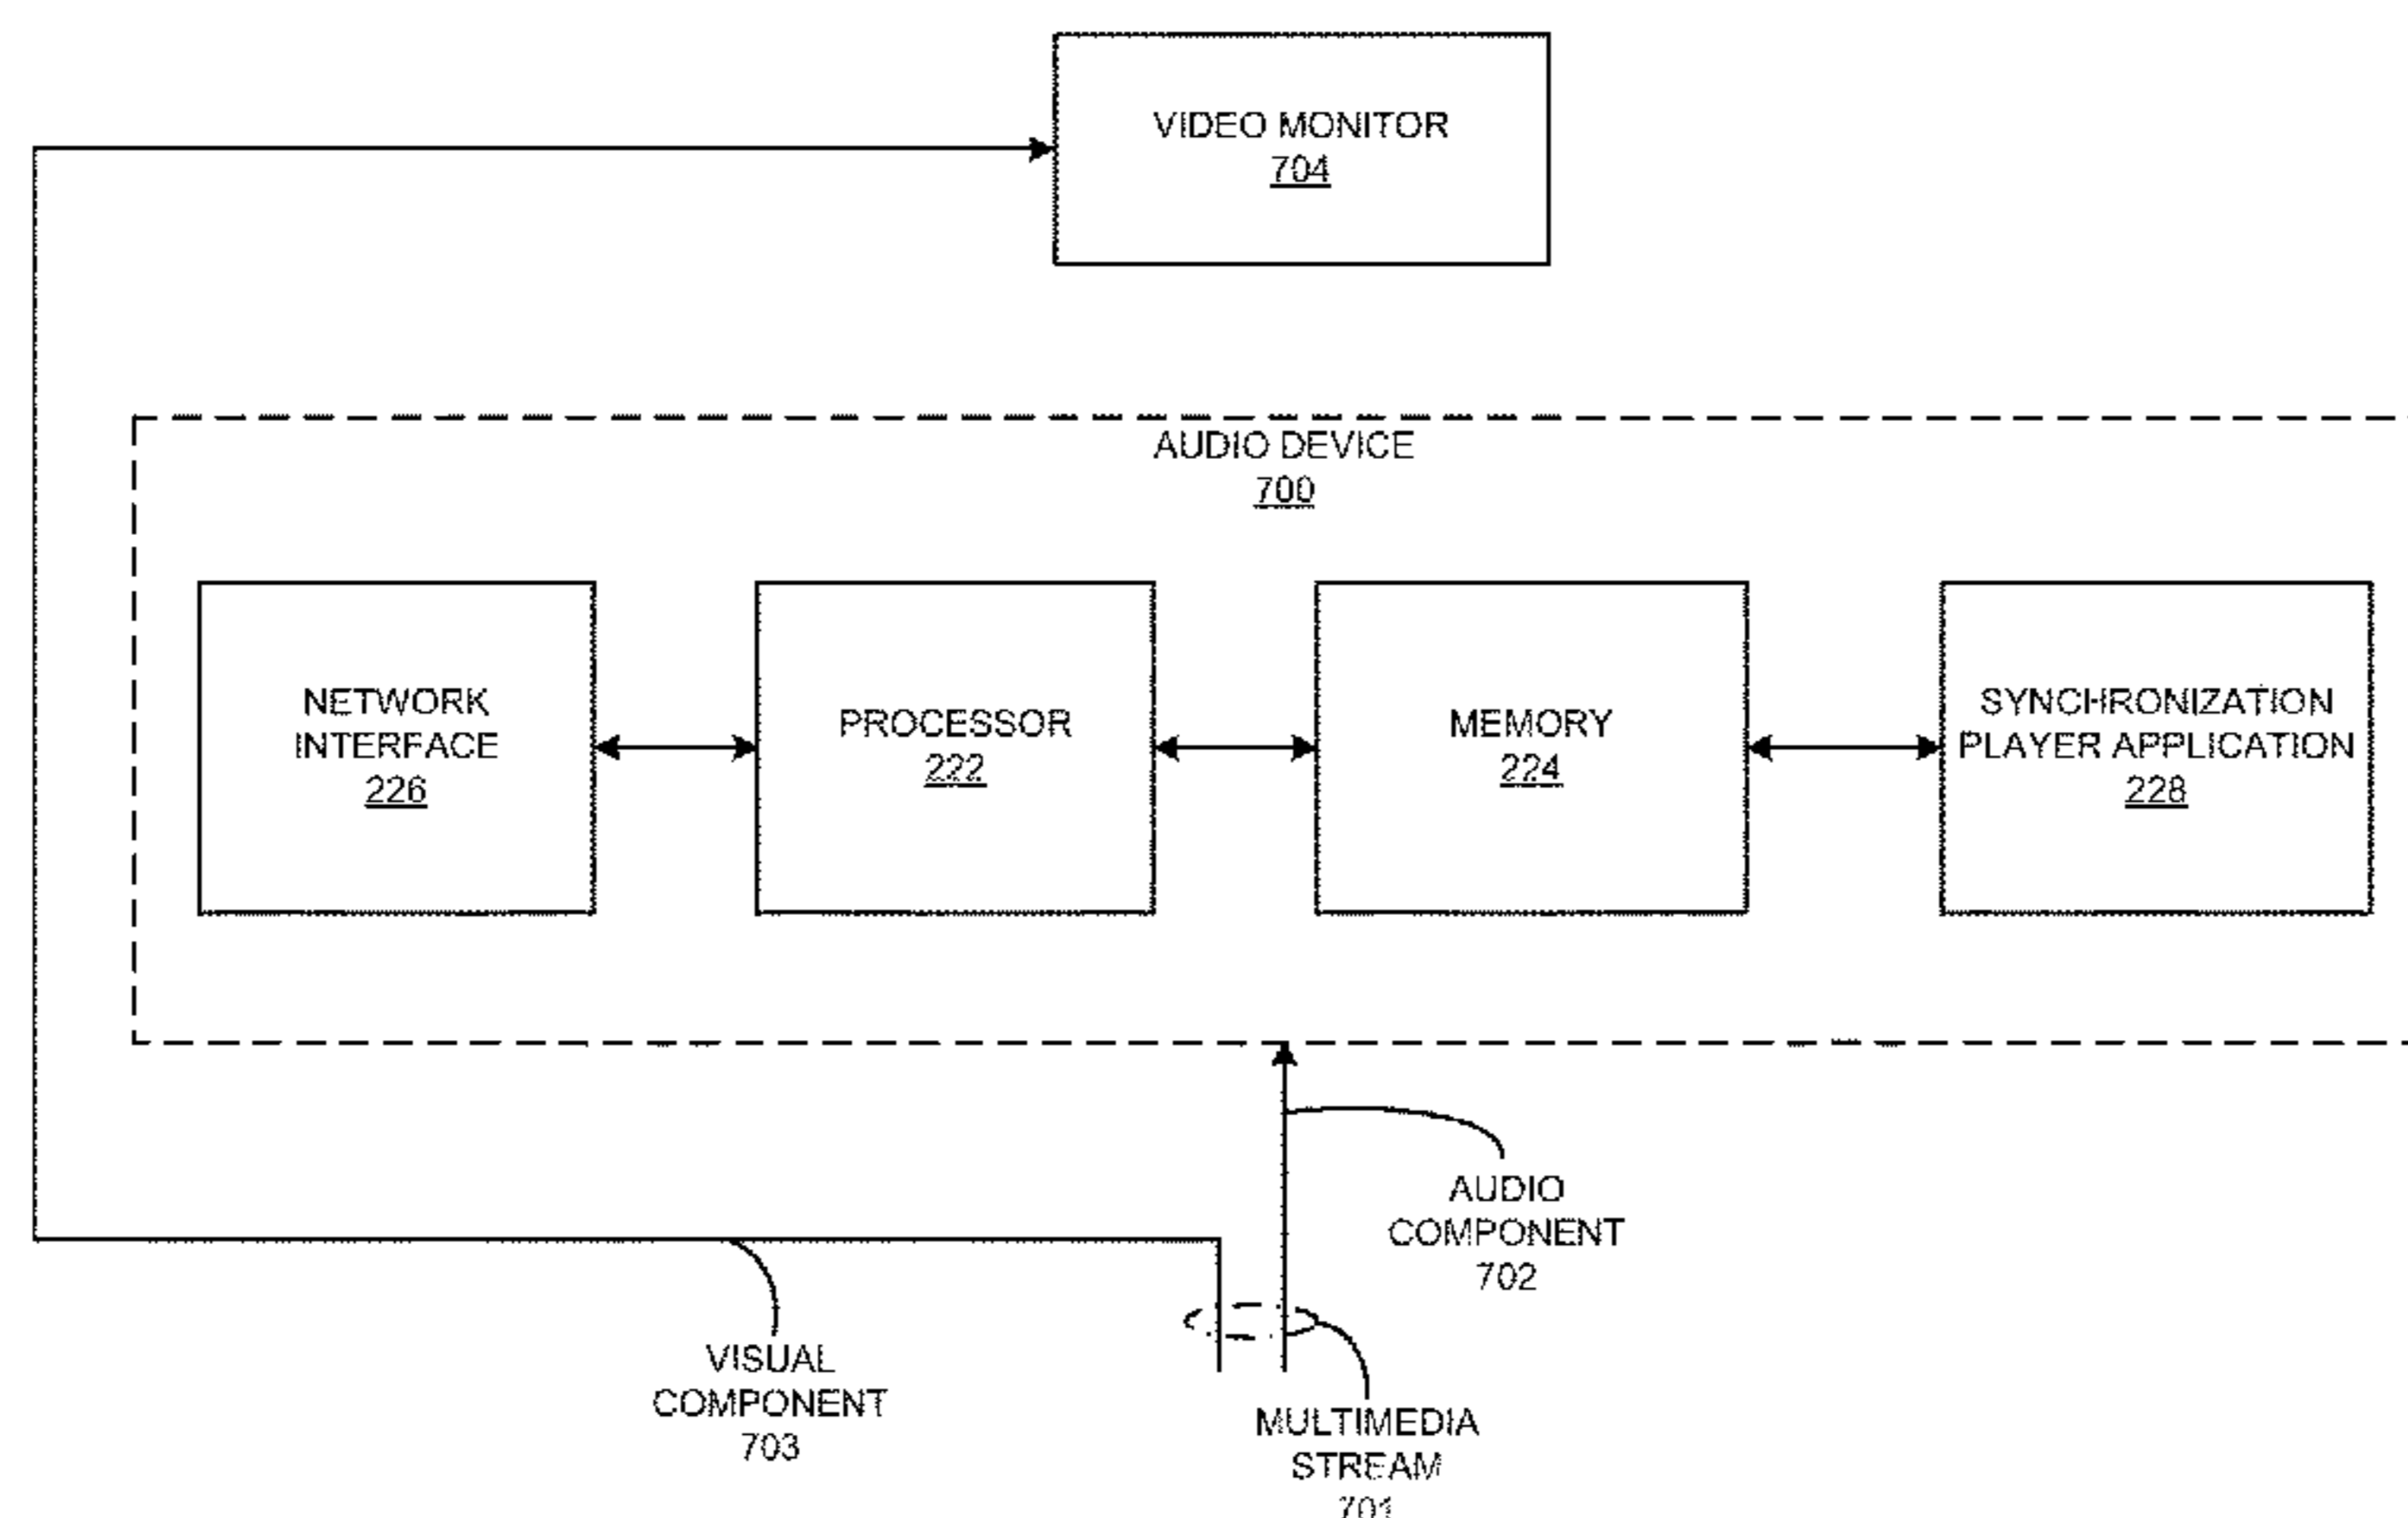 VIDEO MONITOR
704
AUDIO DEVICE
700
NETWORK
INTERFACE
226
PROCESSOR
222
MEMORY
224
SYNCHRONIZATION
PLAYER APPLICATION
228
AUDIO
COMPONENT
702
VISUAL
COMPONENT
703
MULTIMEDIA
STREAM
701